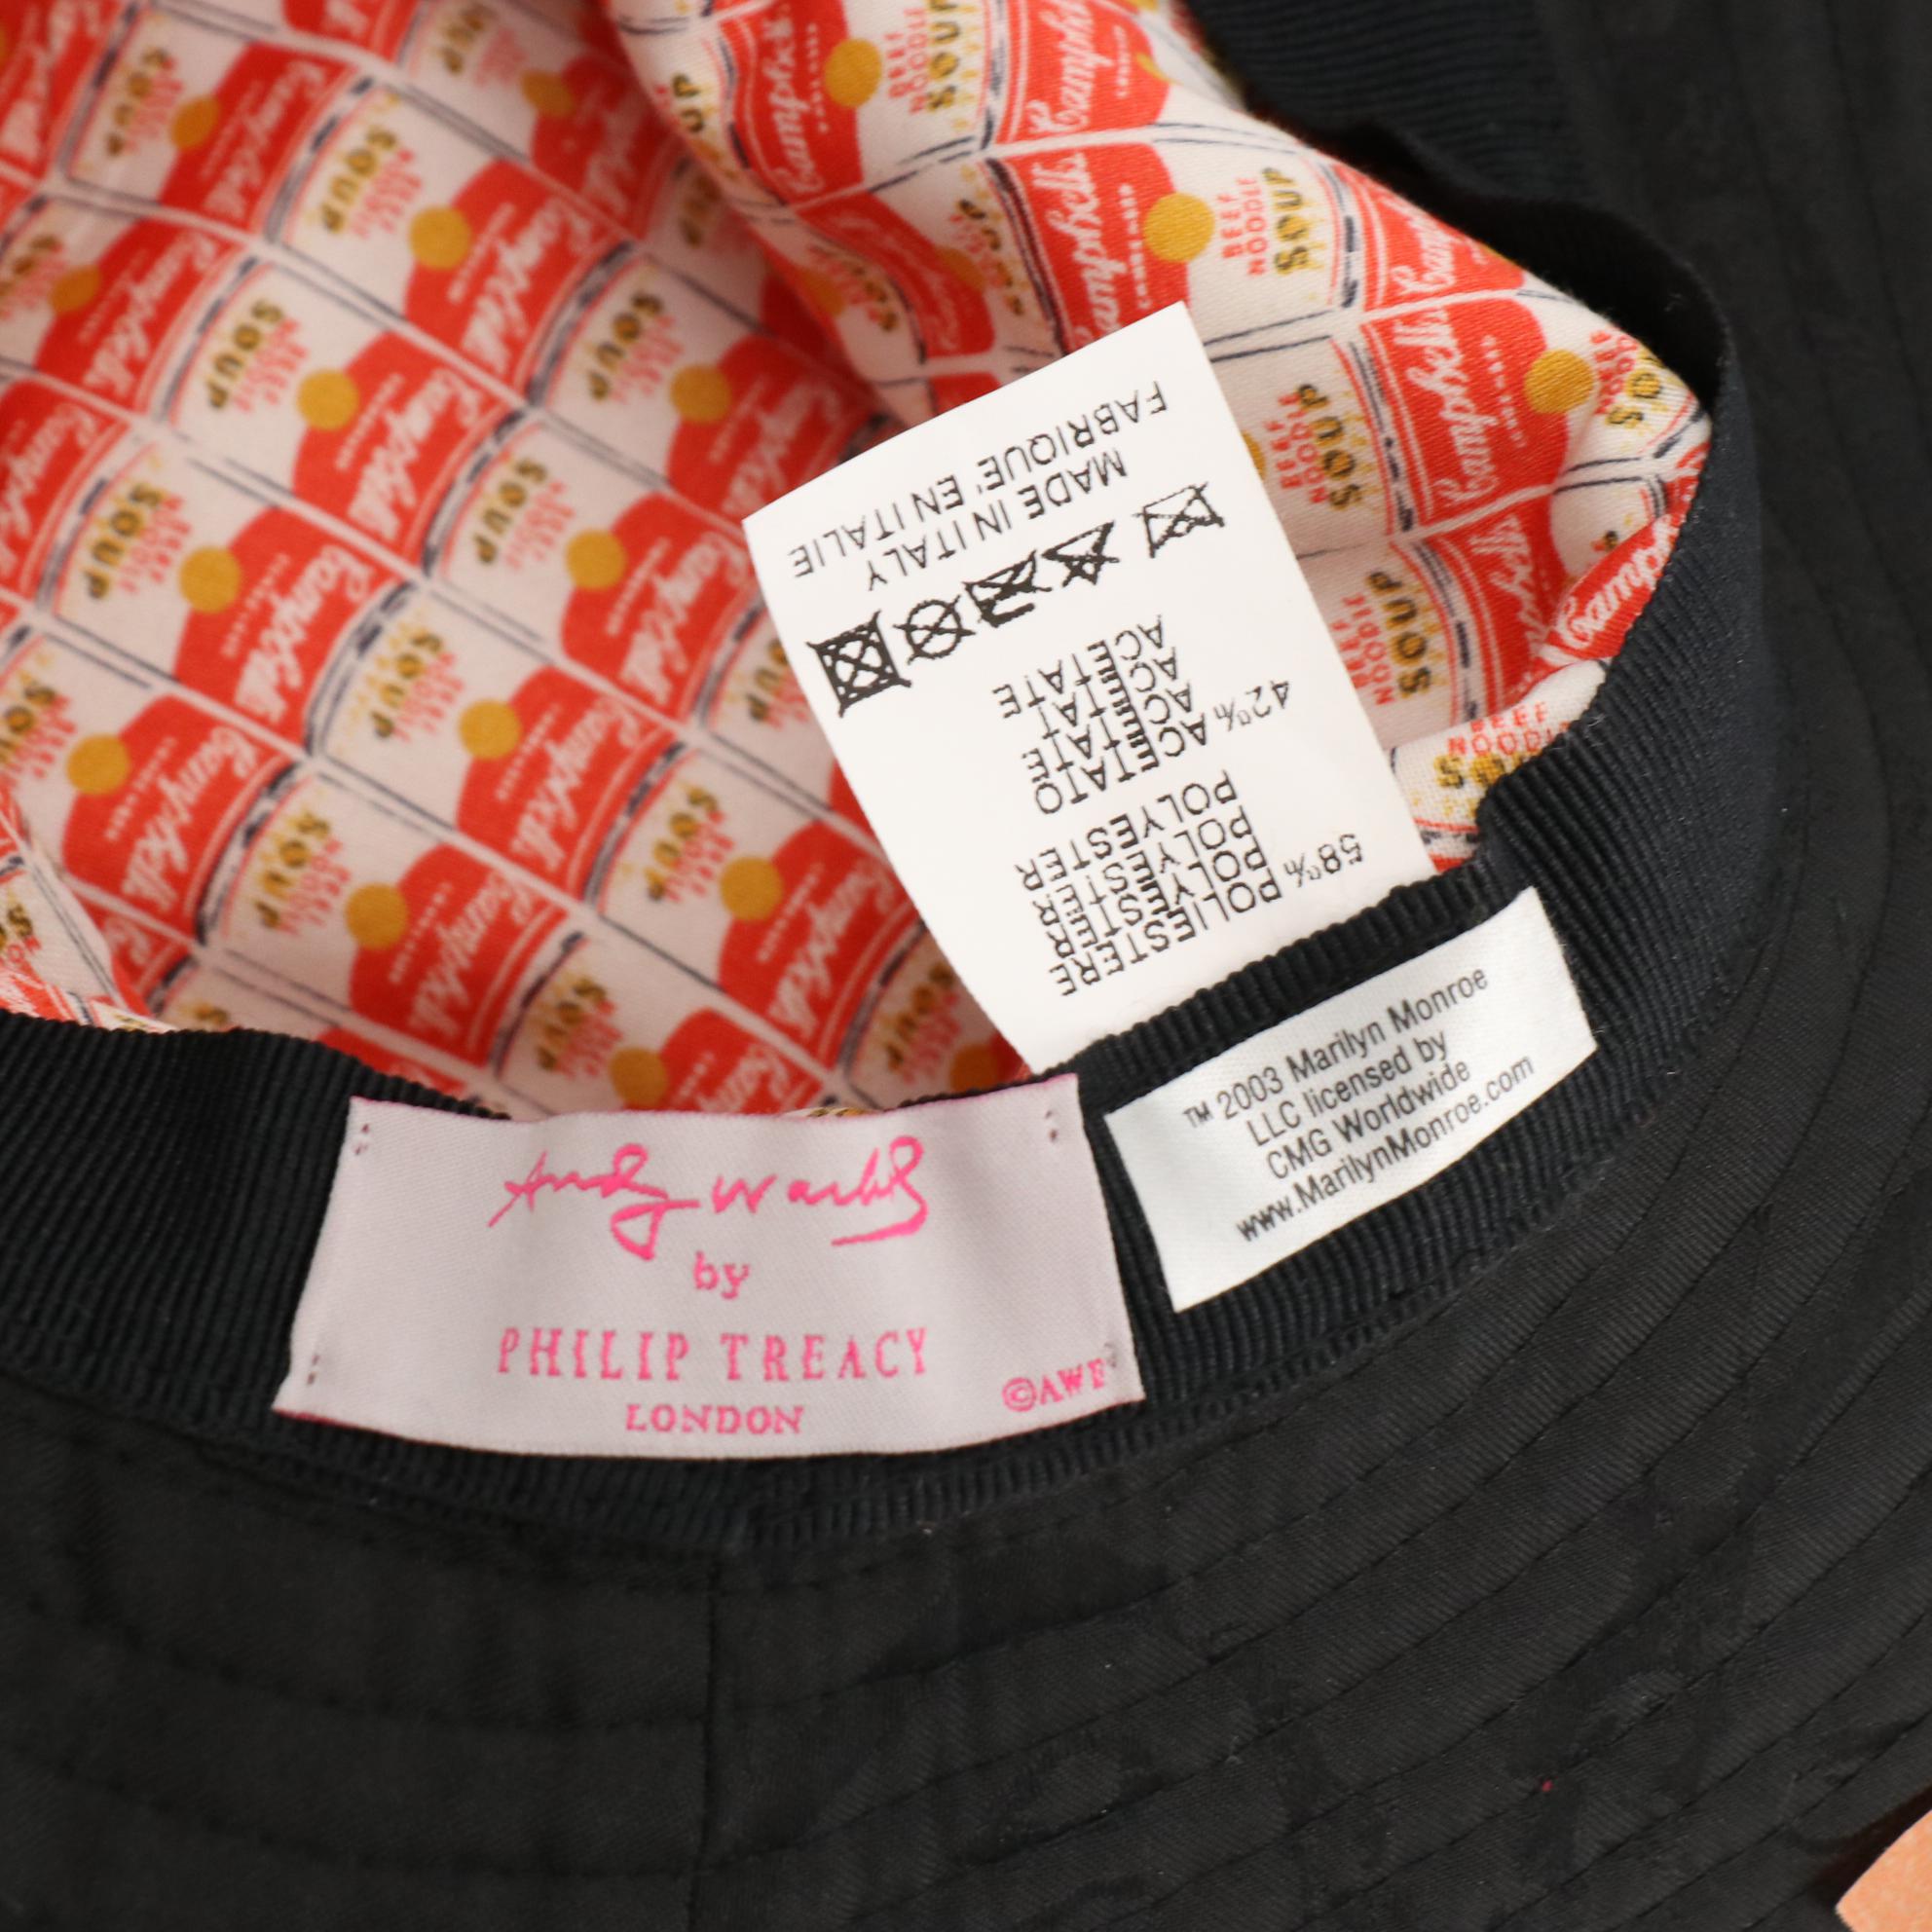 Andy Warhol
by
PHILIP TREACY
LONDON
©AWF
™ 2003 Marilyn Monroe
LLC licensed by
CMG Worldwide
www.MarilynMonroe.com
58% POLIESTERE
POLYESTER
POLYESTER
POLYESTER
42% ACETATO
ACETATE
ACETATE
ACETATE
MADE IN ITALY
FABRIQUE' EN ITALIE
Campbell's
BEEF
NOODLE
SOUP